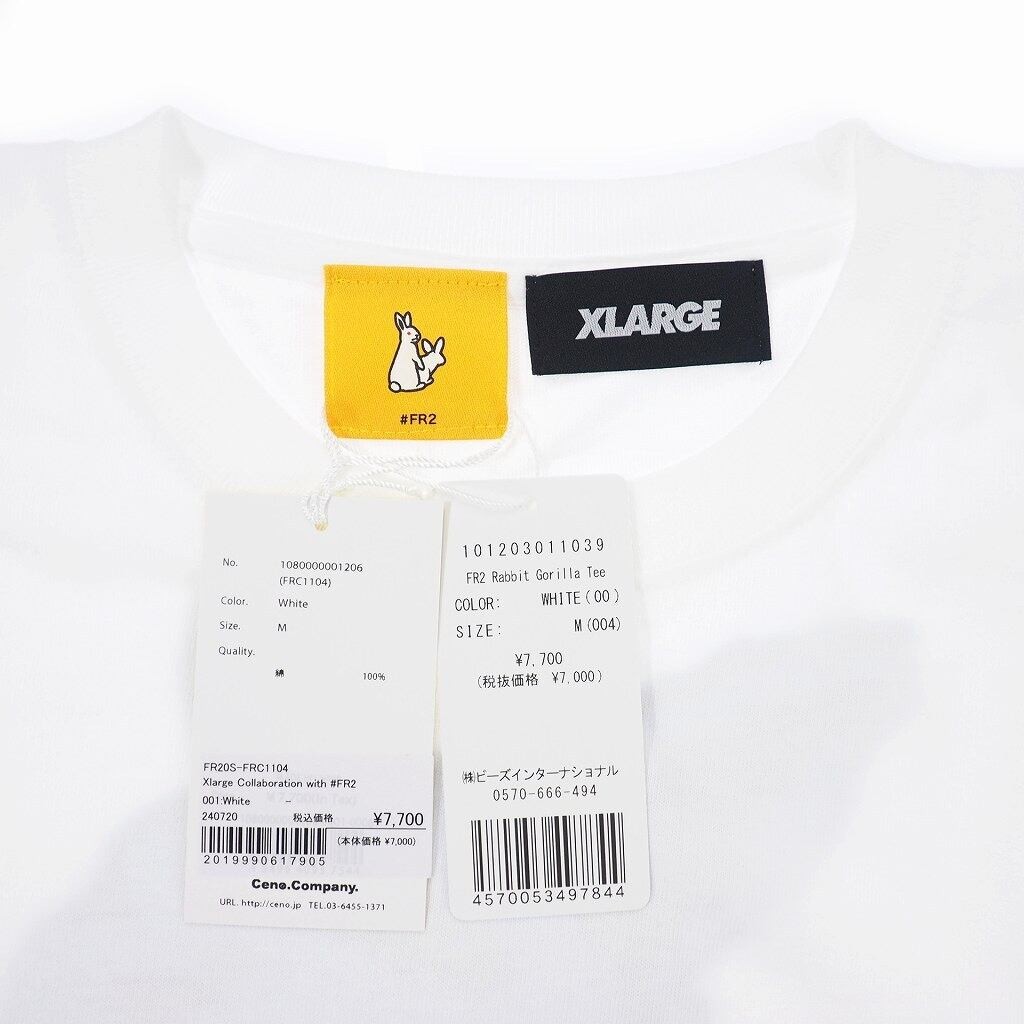 #FR2
XLARGE
No. 1080000001206
(FRC1104)
Color. White
Size. M
Quality.
綿 100%
FR20S-FRC1104
Xlarge Collaboration with #FR2
001:White –
240720 税込価格 ¥7,700
(本体価格 ¥7,000)
2019990617905
Ceno.Company.
URL. http://ceno.jp TEL.03-6455-1371
101203011039
FR2 Rabbit Gorilla Tee
COLOR: WHITE(00)
SIZE: M(004)
¥7,700
(税抜価格 ¥7,000)
(株)ビーズインターナショナル
0570-666-494
4570053497844